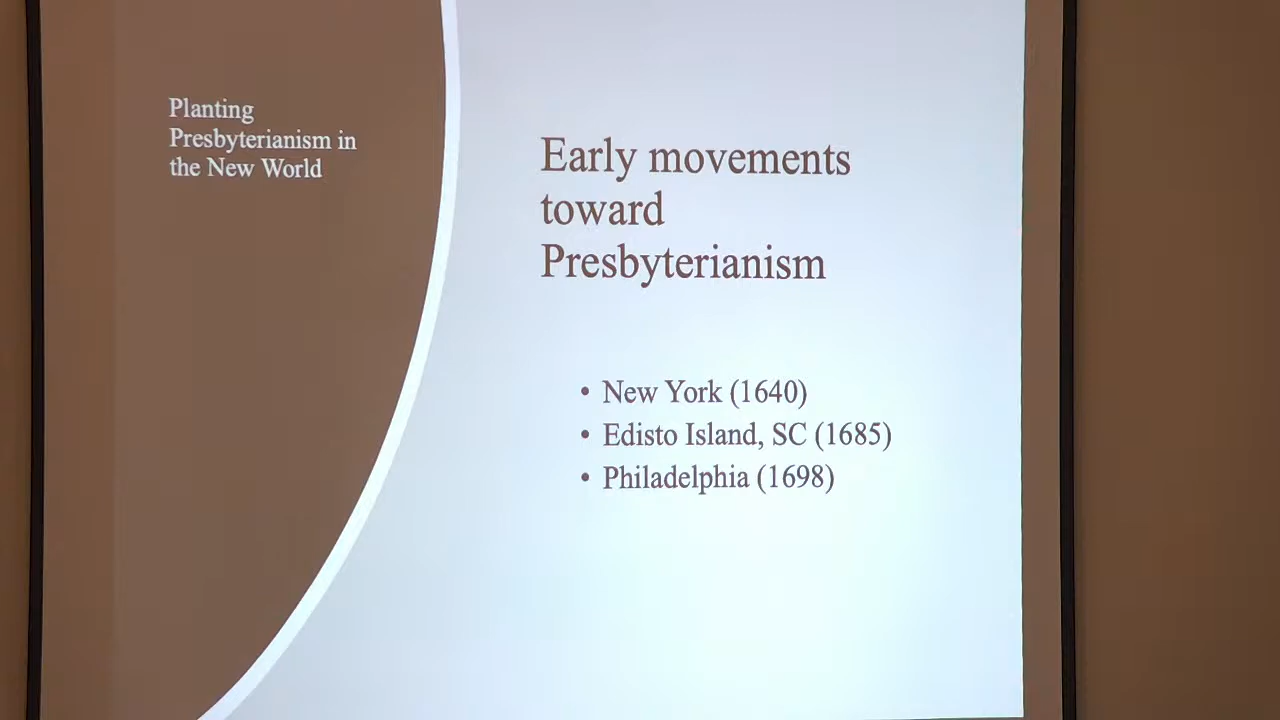 Planting
Presbyterianism in
the New World
Early movements
toward
Presbyterianism
• New York (1640)
• Edisto Island, SC (1685)
• Philadelphia (1698)